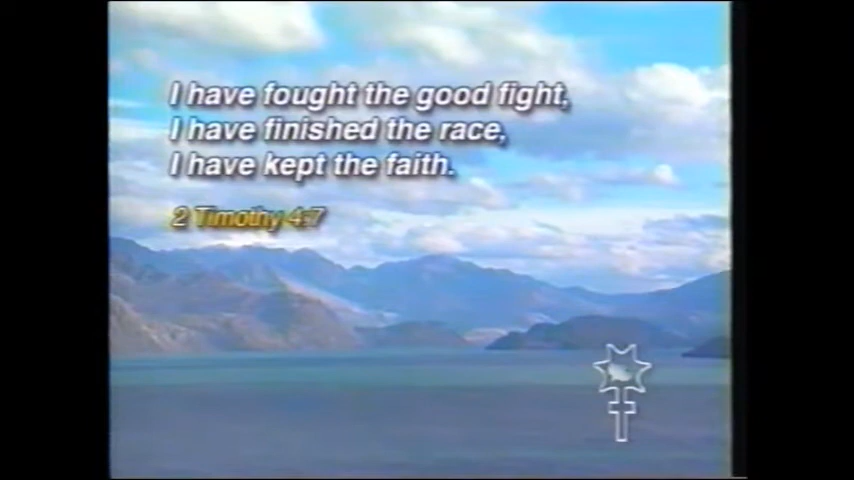 I have fought the good fight,
I have finished the race,
I have kept the faith.
2 Timothy 4:7